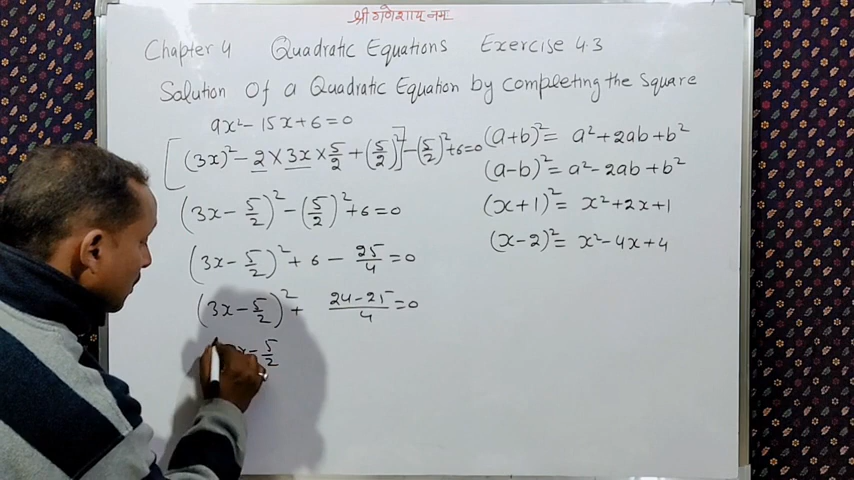 श्री गणेशाय नमः
Chapter 4 Quadratic Equations Exercise 4.3
Solution Of a Quadratic Equation by completing the Square
9x² - 15x + 6 = 0
[(3x)² - 2 × 3x × 5/2 + (5/2)²] - (5/2)² + 6 = 0
(3x - 5/2)² - (5/2)² + 6 = 0
(3x - 5/2)² + 6 - 25/4 = 0
(3x - 5/2)² + (24 - 25)/4 = 0
x - 5/2
(a+b)² = a² + 2ab + b²
(a-b)² = a² - 2ab + b²
(x+1)² = x² + 2x + 1
(x-2)² = x² - 4x + 4